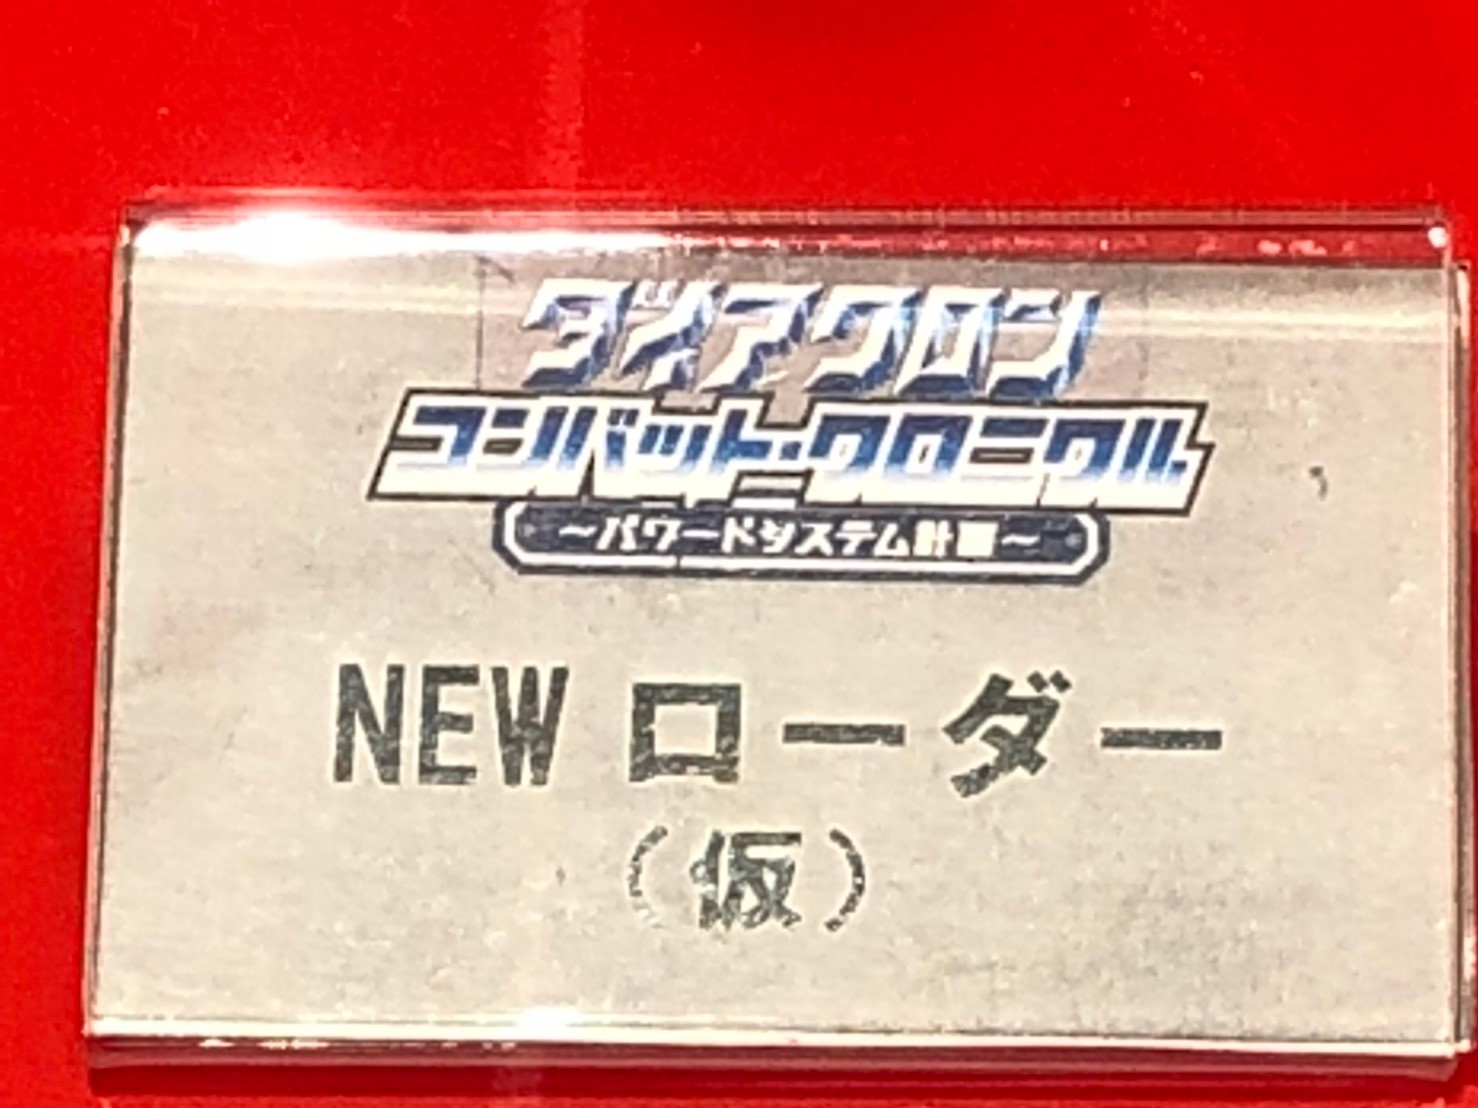 ダイアクロン
コンバット・クロニクル
～パワードシステム計画～
NEW ローダー
（仮）